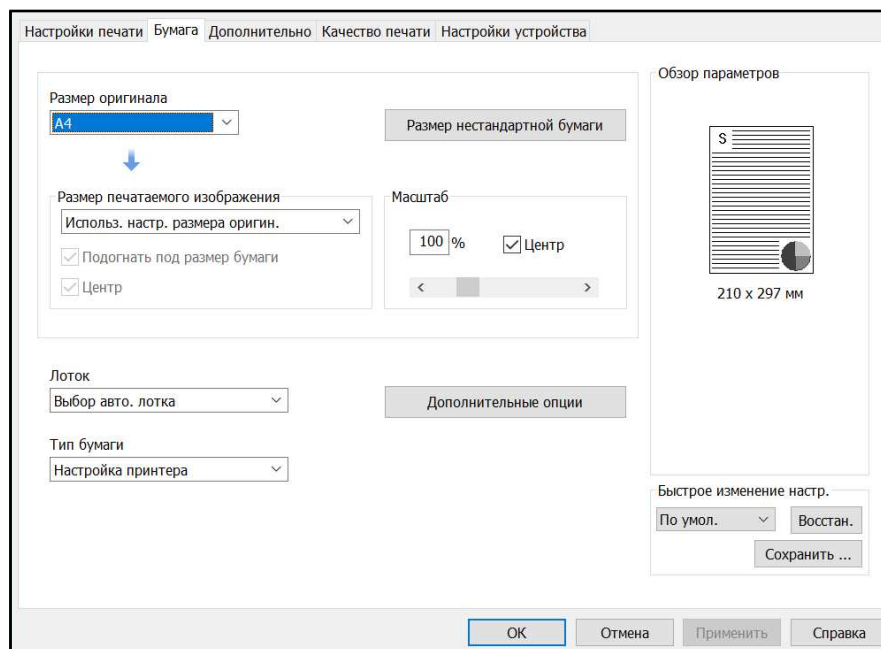 Настройки печати Бумага Дополнительно Качество печати Настройки устройства
Размер оригинала
A4
Размер нестандартной бумаги
Размер печатаемого изображения
Использ. настр. размера оригин.
Подогнать под размер бумаги
Центр
Масштаб
100 % Центр
Лоток
Выбор авто. лотка
Дополнительные опции
Тип бумаги
Настройка принтера
Обзор параметров
S
210 x 297 мм
Быстрое изменение настр.
По умол. Восстан.
Сохранить ...
ОК Отмена Применить Справка